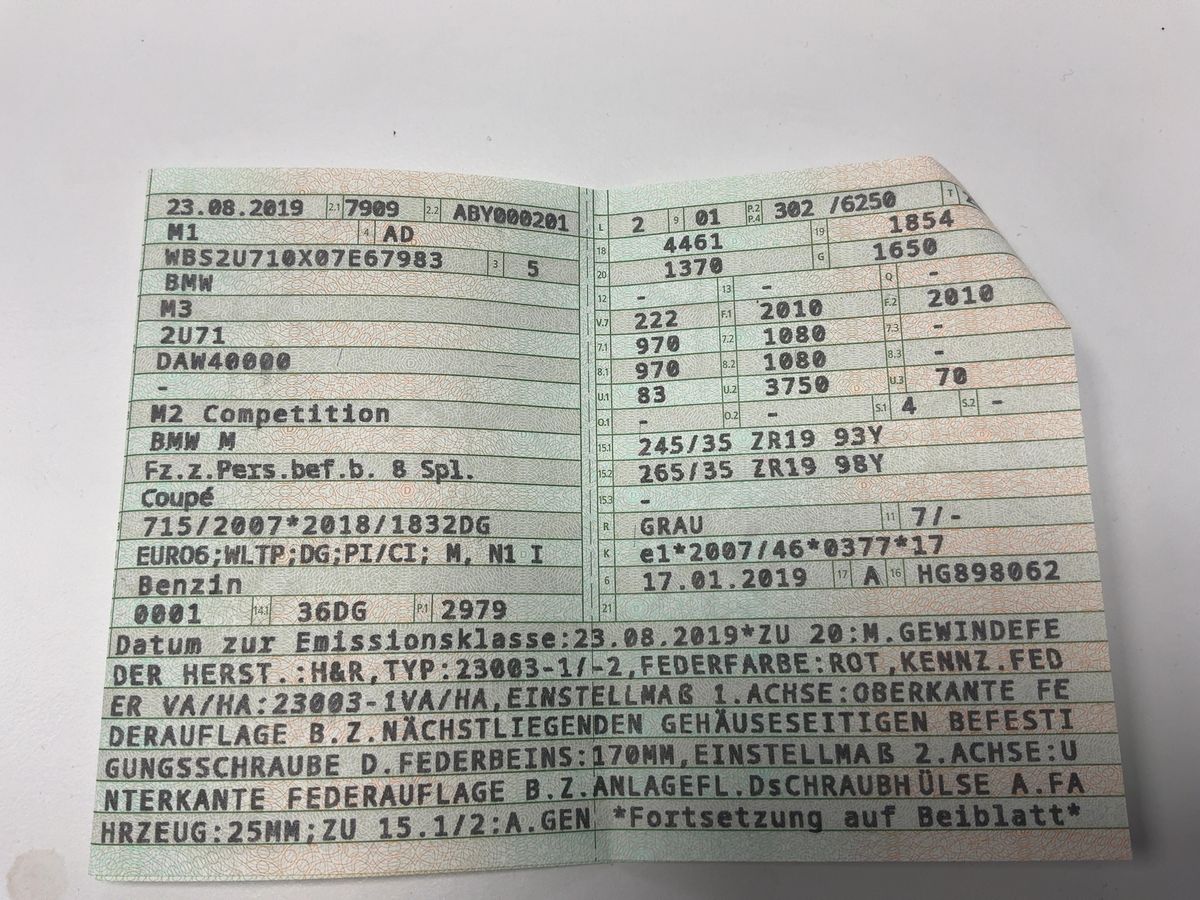 23.08.2019 2.1 7909 2.2 ABY000201
M1 4 AD
WBS2U710X07E67983 3 5
BMW
M3
2U71
DAW40000
-
M2 Competition
BMW M
Fz.z.Pers.bef.b. 8 Spl.
Coupé
715/2007*2018/1832DG
EURO6;WLTP;DG;PI/CI; M, N1 I
Benzin
0001 14.1 36DG P.1 2979
L 2 9 01 P.2 P.4 302 /6250 T
18 4461 19 1854
20 1370 G 1650
12 - 13 - Q -
V.7 222 F.1 2010 F.2 2010
7.1 970 7.2 1080 7.3 -
8.1 970 8.2 1080 8.3 -
U.1 83 U.2 3750 U.3 70
O.1 - O.2 - S.1 4 S.2 -
15.1 245/35 ZR19 93Y
15.2 265/35 ZR19 98Y
15.3 -
R GRAU 11 7/-
K e1*2007/46*0377*17
6 17.01.2019 17 A 16 HG898062
21
Datum zur Emissionsklasse:23.08.2019*ZU 20:M.GEWINDEFE
DER HERST.:H&R,TYP:23003-1/-2,FEDERFARBE:ROT,KENNZ.FED
ER VA/HA:23003-1VA/HA,EINSTELLMAß 1.ACHSE:OBERKANTE FE
DERAUFLAGE B.Z.NÄCHSTLIEGENDEN GEHÄUSESEITIGEN BEFESTI
GUNGSSCHRAUBE D.FEDERBEINS:170MM,EINSTELLMAß 2.ACHSE:U
NTERKANTE FEDERAUFLAGE B.Z.ANLAGEFL.DsCHRAUBHÜLSE A.FA
HRZEUG:25MM;ZU 15.1/2:A.GEN *Fortsetzung auf Beiblatt*